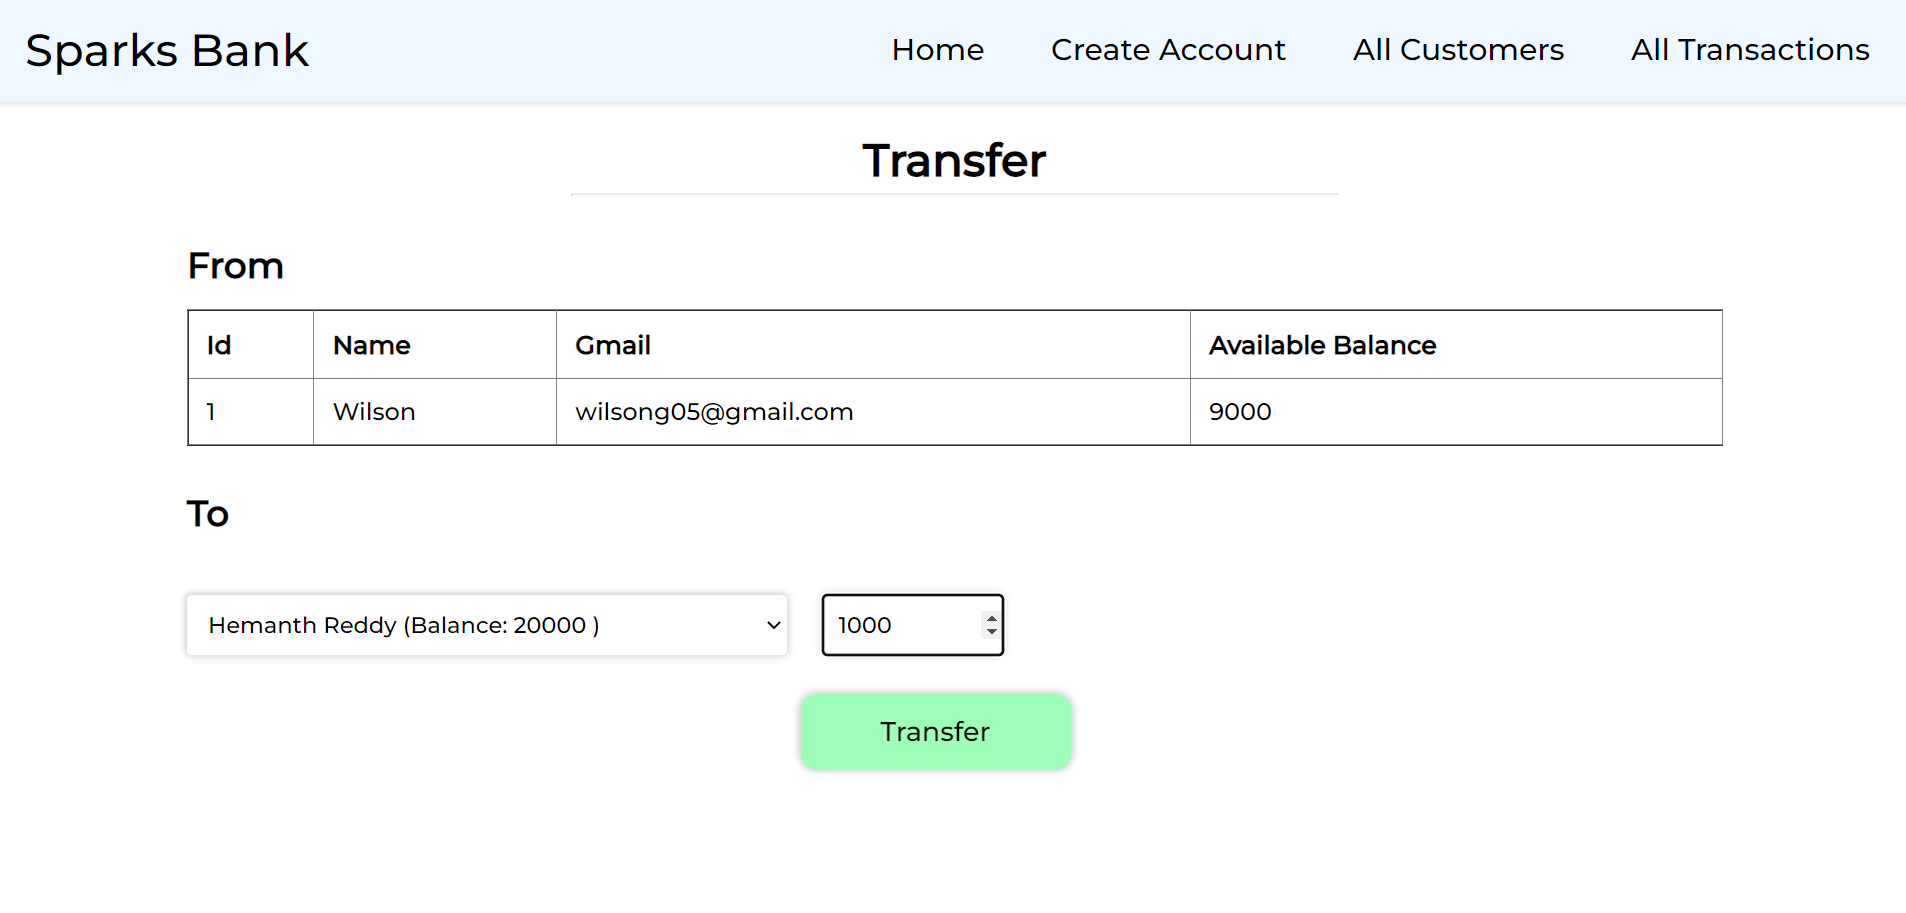 Sparks Bank Home Create Account All Customers All Transactions
Transfer
From
Id Name Gmail Available Balance
1 Wilson wilsong05@gmail.com 9000
To
Hemanth Reddy (Balance: 20000 ) 1000
Transfer